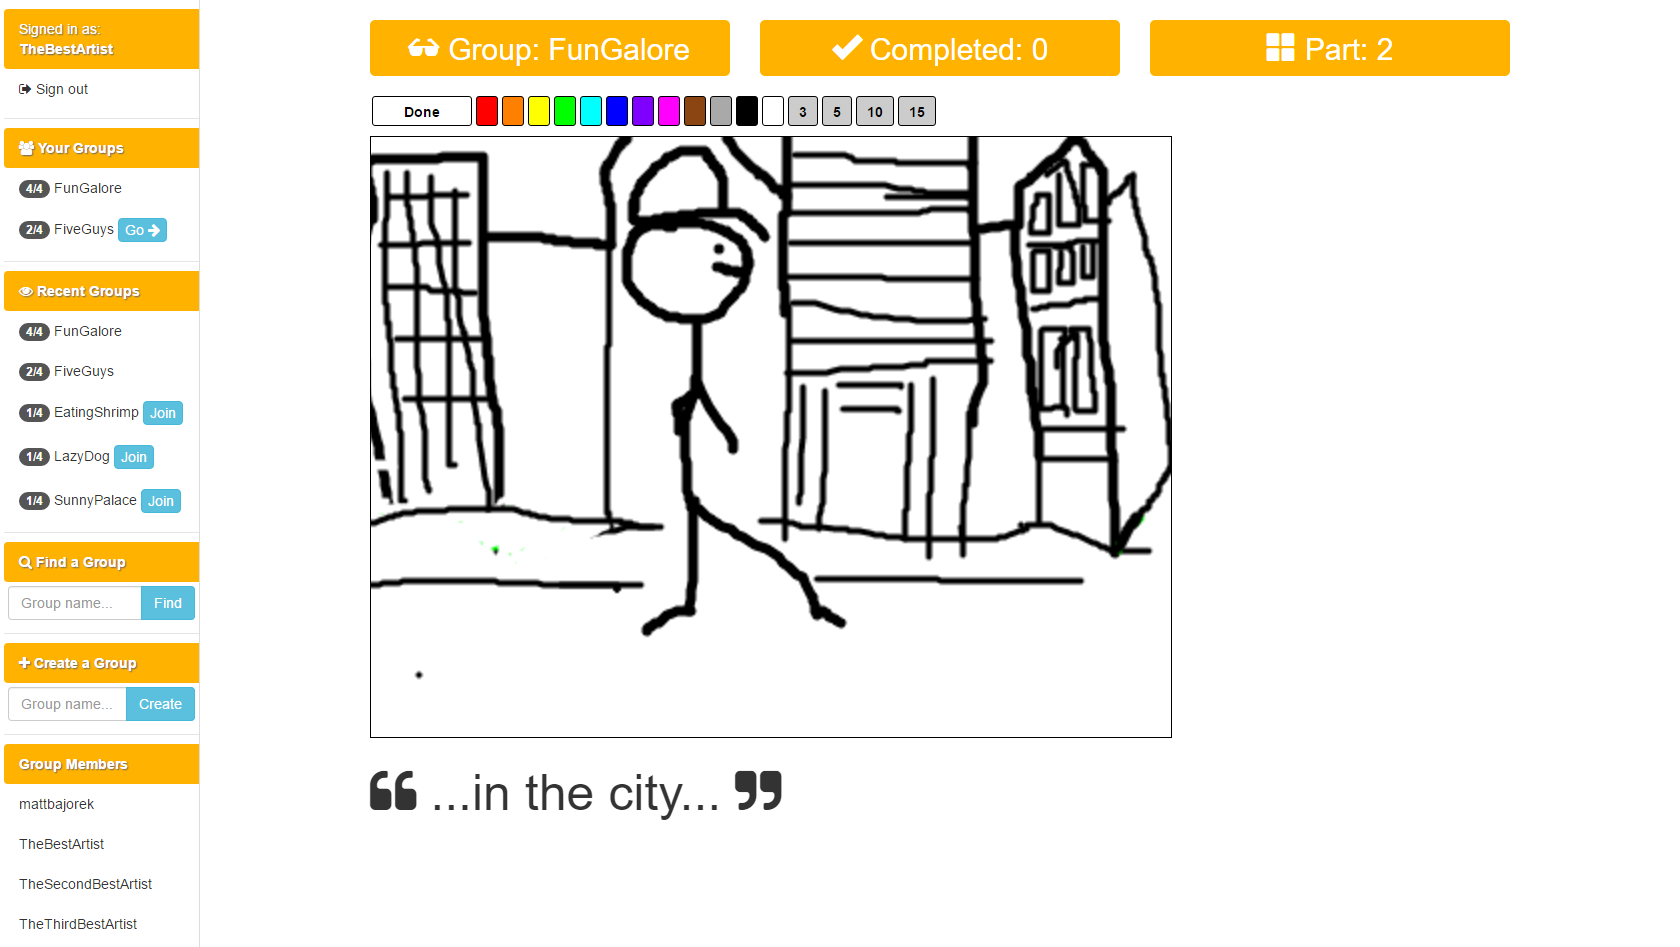 Signed in as:
TheBestArtist
Sign out
Your Groups
4/4 FunGalore
2/4 FiveGuys Go
Recent Groups
4/4 FunGalore
2/4 FiveGuys
1/4 EatingShrimp Join
1/4 LazyDog Join
1/4 SunnyPalace Join
Find a Group
Group name... Find
Create a Group
Group name... Create
Group Members
mattbajorek
TheBestArtist
TheSecondBestArtist
TheThirdBestArtist
Group: FunGalore
Completed: 0
Part: 2
Done 3 5 10 15
“ ...in the city... ”